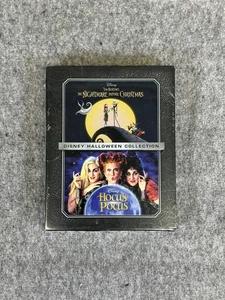 Disney
Tim Burton's
THE NIGHTMARE BEFORE CHRISTMAS
DISNEY HALLOWEEN COLLECTION
Disney
HOCUS POCUS